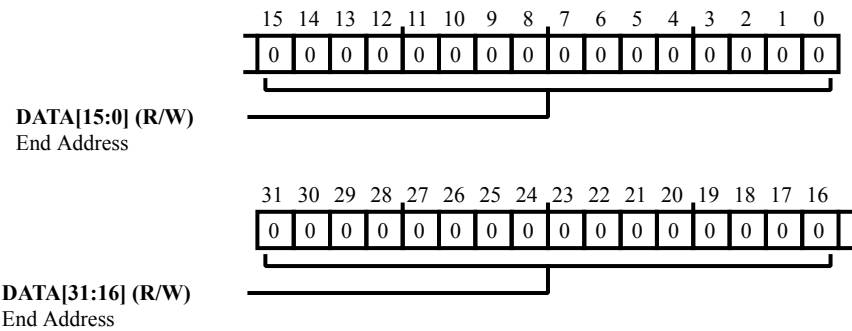 15 14 13 12 11 10 9 8 7 6 5 4 3 2 1 0
0 0 0 0 0 0 0 0 0 0 0 0 0 0 0 0
DATA[15:0] (R/W)
End Address
31 30 29 28 27 26 25 24 23 22 21 20 19 18 17 16
0 0 0 0 0 0 0 0 0 0 0 0 0 0 0 0
DATA[31:16] (R/W)
End Address